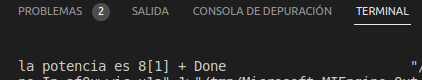 PROBLEMAS 2 SALIDA CONSOLA DE DEPURACIÓN TERMINAL
la potencia es 8[1] + Done "/